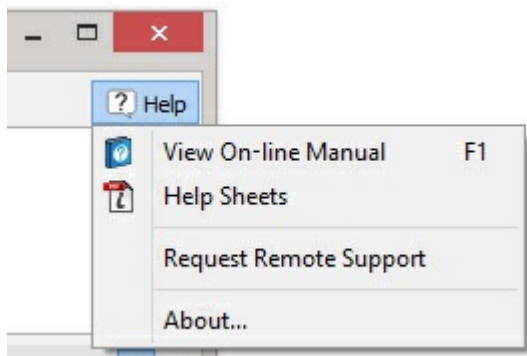 Help
View On-line Manual F1
Help Sheets
Request Remote Support
About...